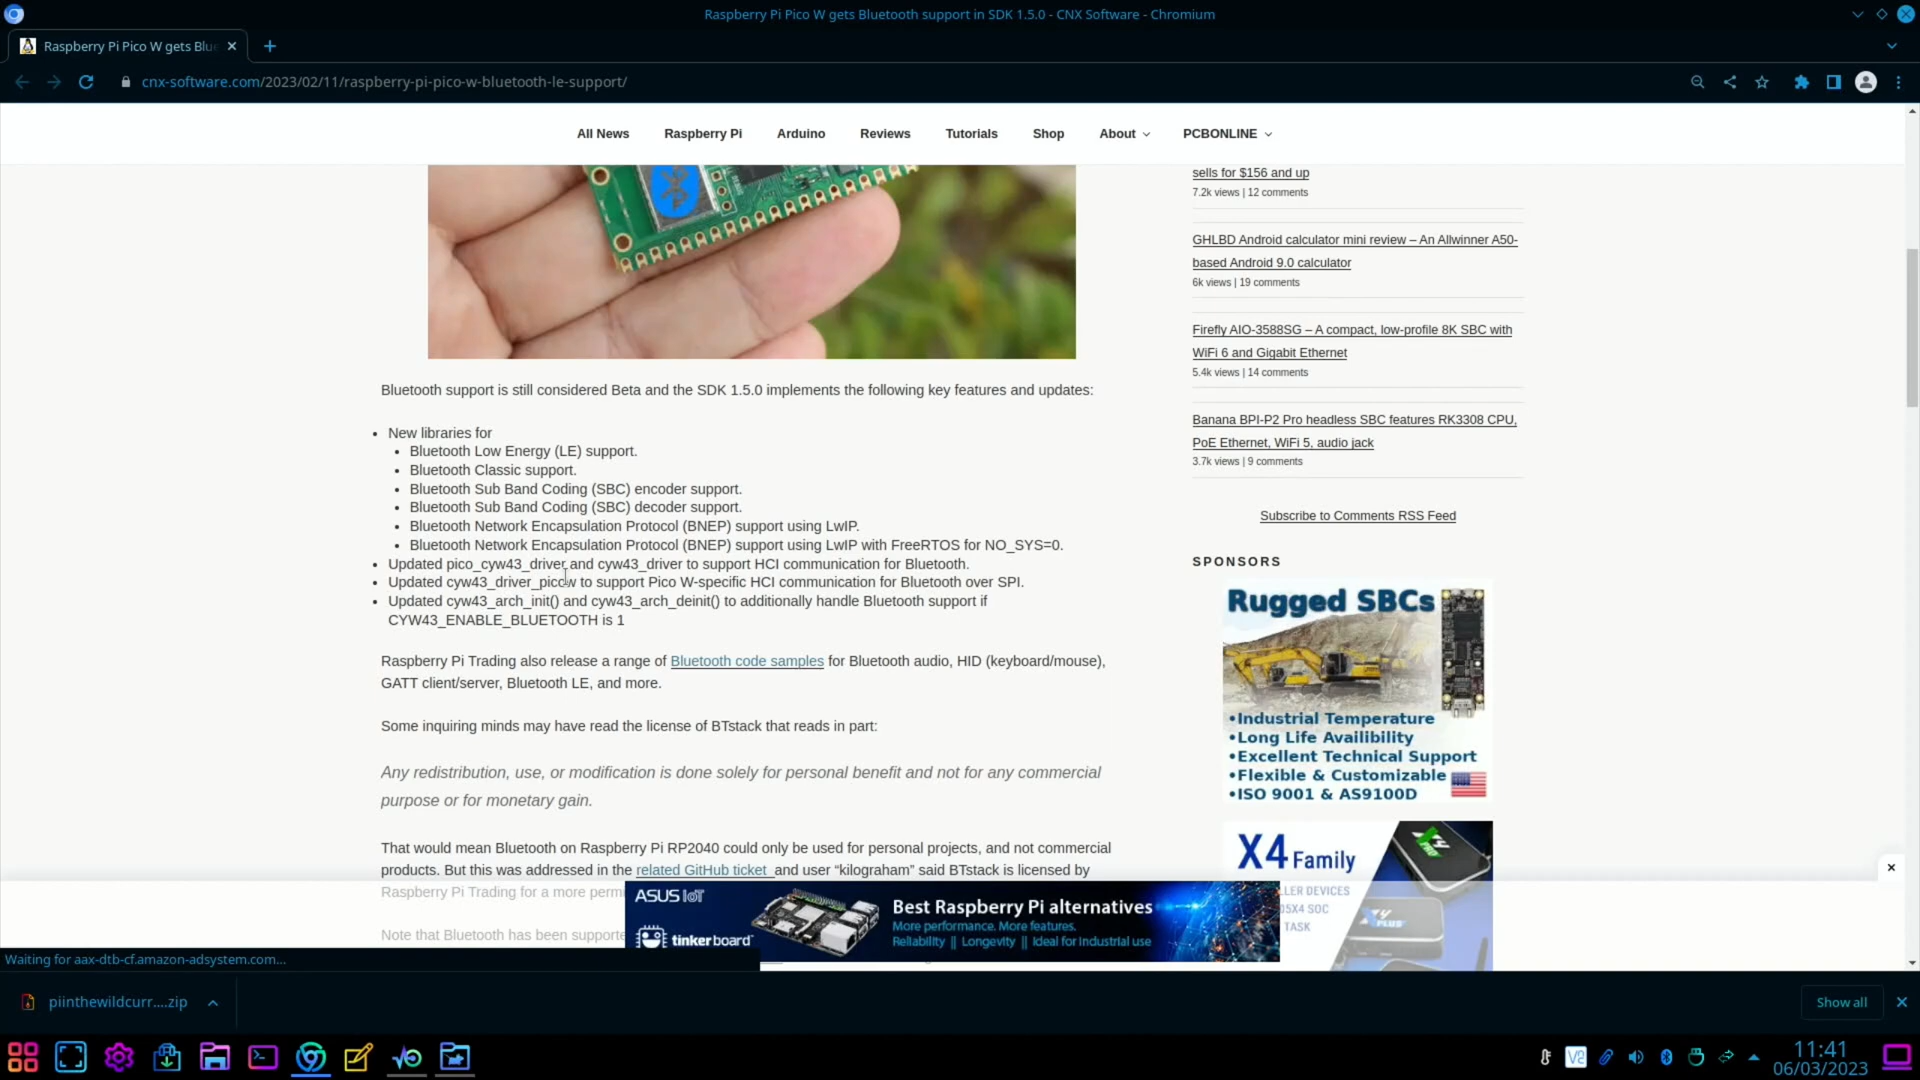 Raspberry Pi Pico W gets Bluetooth support in SDK 1.5.0 - CNX Software - Chromium
Raspberry Pi Pico W gets Blue
cnx-software.com/2023/02/11/raspberry-pi-pico-w-bluetooth-le-support/
All News Raspberry Pi Arduino Reviews Tutorials Shop About PCBONLINE
Bluetooth support is still considered Beta and the SDK 1.5.0 implements the following key features and updates:
• New libraries for
• Bluetooth Low Energy (LE) support.
• Bluetooth Classic support.
• Bluetooth Sub Band Coding (SBC) encoder support.
• Bluetooth Sub Band Coding (SBC) decoder support.
• Bluetooth Network Encapsulation Protocol (BNEP) support using LwIP.
• Bluetooth Network Encapsulation Protocol (BNEP) support using LwIP with FreeRTOS for NO_SYS=0.
• Updated pico_cyw43_driver and cyw43_driver to support HCI communication for Bluetooth.
• Updated cyw43_driver_picow to support Pico W-specific HCI communication for Bluetooth over SPI.
• Updated cyw43_arch_init() and cyw43_arch_deinit() to additionally handle Bluetooth support if
CYW43_ENABLE_BLUETOOTH is 1
Raspberry Pi Trading also release a range of Bluetooth code samples for Bluetooth audio, HID (keyboard/mouse),
GATT client/server, Bluetooth LE, and more.
Some inquiring minds may have read the license of BTstack that reads in part:
Any redistribution, use, or modification is done solely for personal benefit and not for any commercial
purpose or for monetary gain.
That would mean Bluetooth on Raspberry Pi RP2040 could only be used for personal projects, and not commercial
products. But this was addressed in the related GitHub ticket and user “kilograham” said BTstack is licensed by
Raspberry Pi Trading for a more permi
Note that Bluetooth has been supporte
sells for $156 and up
7.2k views | 12 comments
GHLBD Android calculator mini review – An Allwinner A50-
based Android 9.0 calculator
6k views | 19 comments
Firefly AIO-3588SG – A compact, low-profile 8K SBC with
WiFi 6 and Gigabit Ethernet
5.4k views | 14 comments
Banana BPI-P2 Pro headless SBC features RK3308 CPU,
PoE Ethernet, WiFi 5, audio jack
3.7k views | 9 comments
Subscribe to Comments RSS Feed
SPONSORS
Rugged SBCs
•Industrial Temperature
•Long Life Availibility
•Excellent Technical Support
•Flexible & Customizable
•ISO 9001 & AS9100D
X4 Family
LLER DEVICES
05X4 SOC
TASK
ASUS IoT
tinkerboard
Best Raspberry Pi alternatives
More performance. More features.
Reliability || Longevity || Ideal for industrial use
Waiting for aax-dtb-cf.amazon-adsystem.com...
piinthewildcurr....zip
Show all
11:41
06/03/2023